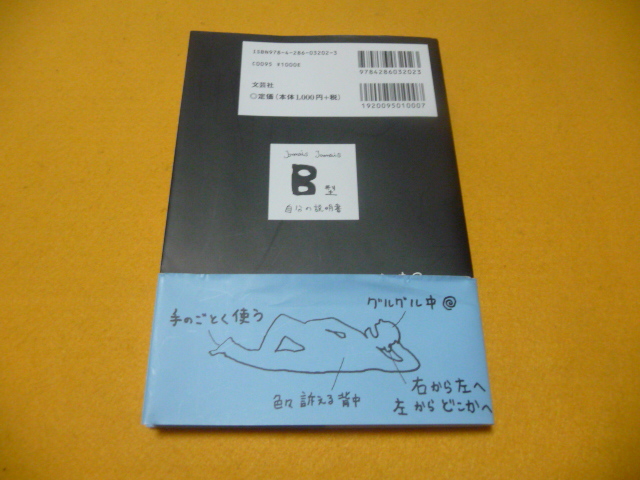 ISBN978-4-286-03202-3
C0095 ¥1000E
文芸社
◯定価(本体1,000円+税)
9784286032023
1920095010007
Jamais Jamais
B型
自分の説明書
手のごとく使う
グルグル中
色々訴える背中
右から左へ
左からどこかへ